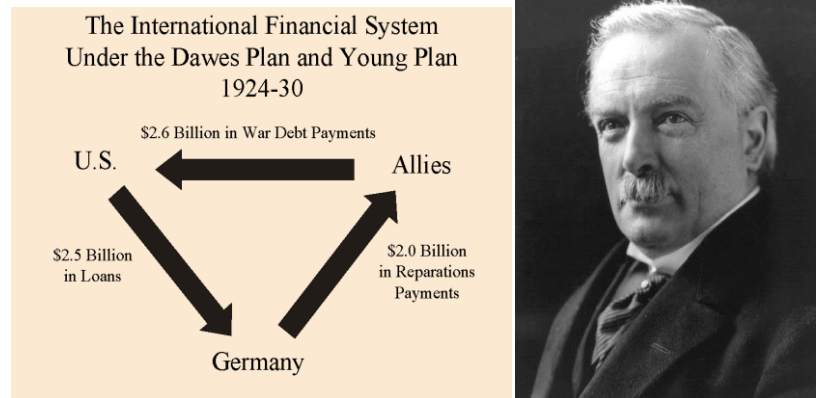 The International Financial System
Under the Dawes Plan and Young Plan
1924-30
$2.6 Billion in War Debt Payments
U.S.
Allies
$2.5 Billion
in Loans
$2.0 Billion
in Reparations
Payments
Germany